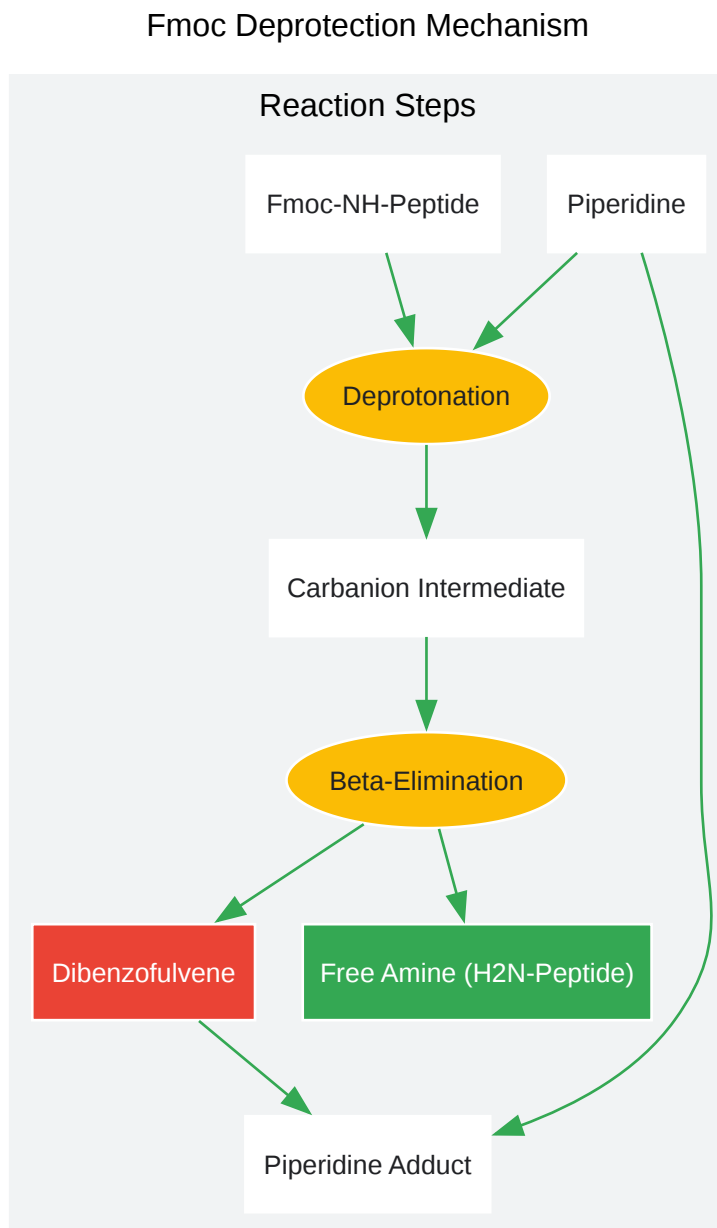 Fmoc Deprotection Mechanism
Reaction Steps
Fmoc-NH-Peptide
Piperidine
Deprotonation
Carbanion Intermediate
Beta-Elimination
Dibenzofulvene
Free Amine (H2N-Peptide)
Piperidine Adduct